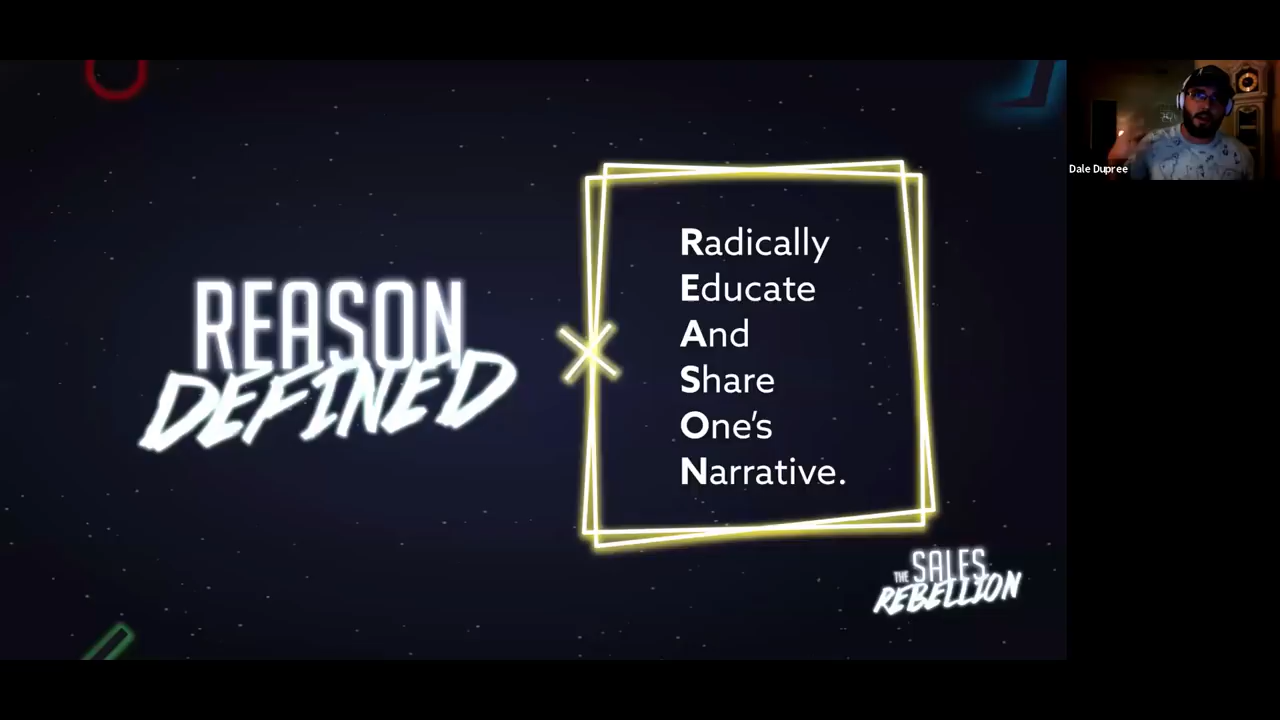 REASON
DEFINED
Radically
Educate
And
Share
One's
Narrative.
THE SALES
REBELLION
Dale Dupree